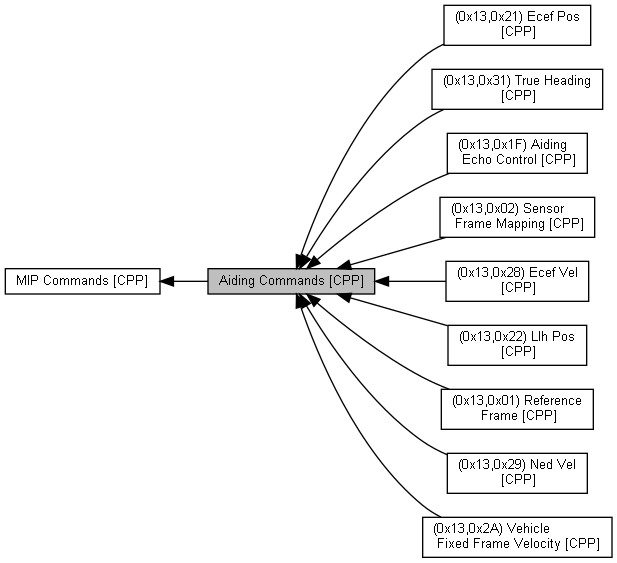 (0x13,0x21) Ecef Pos
[CPP]
(0x13,0x31) True Heading
[CPP]
(0x13,0x1F) Aiding
Echo Control [CPP]
(0x13,0x02) Sensor
Frame Mapping [CPP]
MIP Commands [CPP]
Aiding Commands [CPP]
(0x13,0x28) Ecef Vel
[CPP]
(0x13,0x22) Llh Pos
[CPP]
(0x13,0x01) Reference
Frame [CPP]
(0x13,0x29) Ned Vel
[CPP]
(0x13,0x2A) Vehicle
Fixed Frame Velocity [CPP]